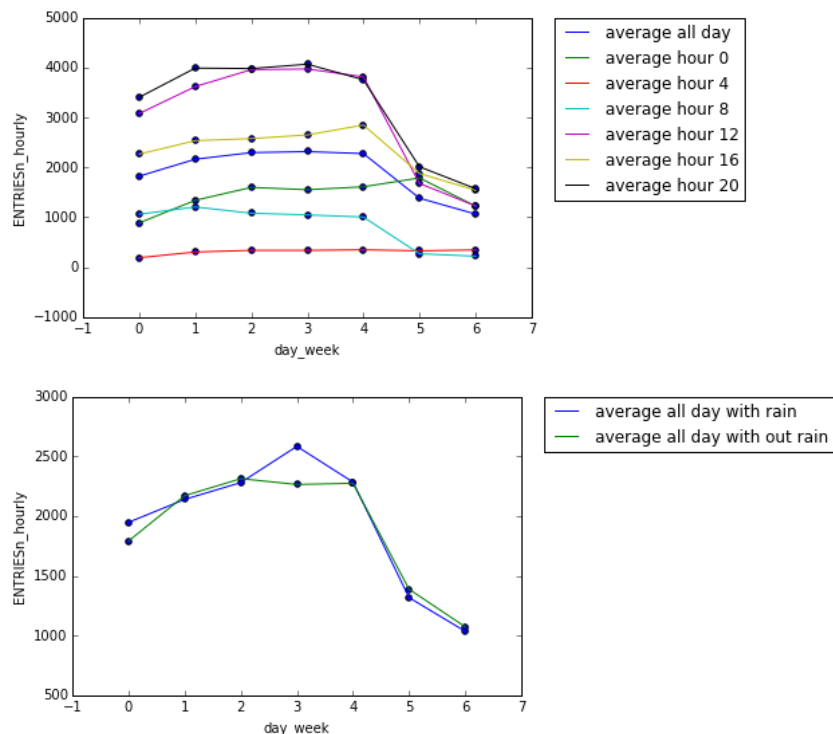 5000
4000
3000
2000
1000
0
−1000
−1 0 1 2 3 4 5 6 7
ENTRIESn_hourly
day_week
average all day
average hour 0
average hour 4
average hour 8
average hour 12
average hour 16
average hour 20
3000
2500
2000
1500
1000
500
−1 0 1 2 3 4 5 6 7
ENTRIESn_hourly
day_week
average all day with rain
average all day with out rain